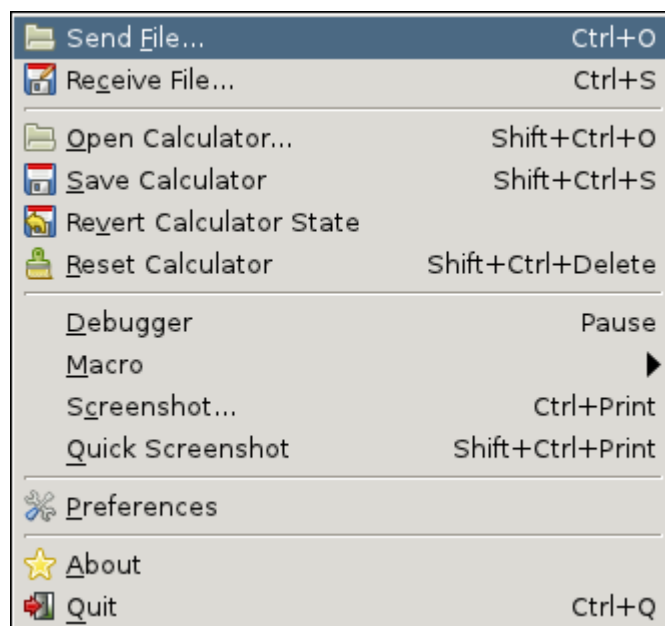 Send File... Ctrl+O
Receive File... Ctrl+S
Open Calculator... Shift+Ctrl+O
Save Calculator Shift+Ctrl+S
Revert Calculator State
Reset Calculator Shift+Ctrl+Delete
Debugger Pause
Macro
Screenshot... Ctrl+Print
Quick Screenshot Shift+Ctrl+Print
Preferences
About
Quit Ctrl+Q